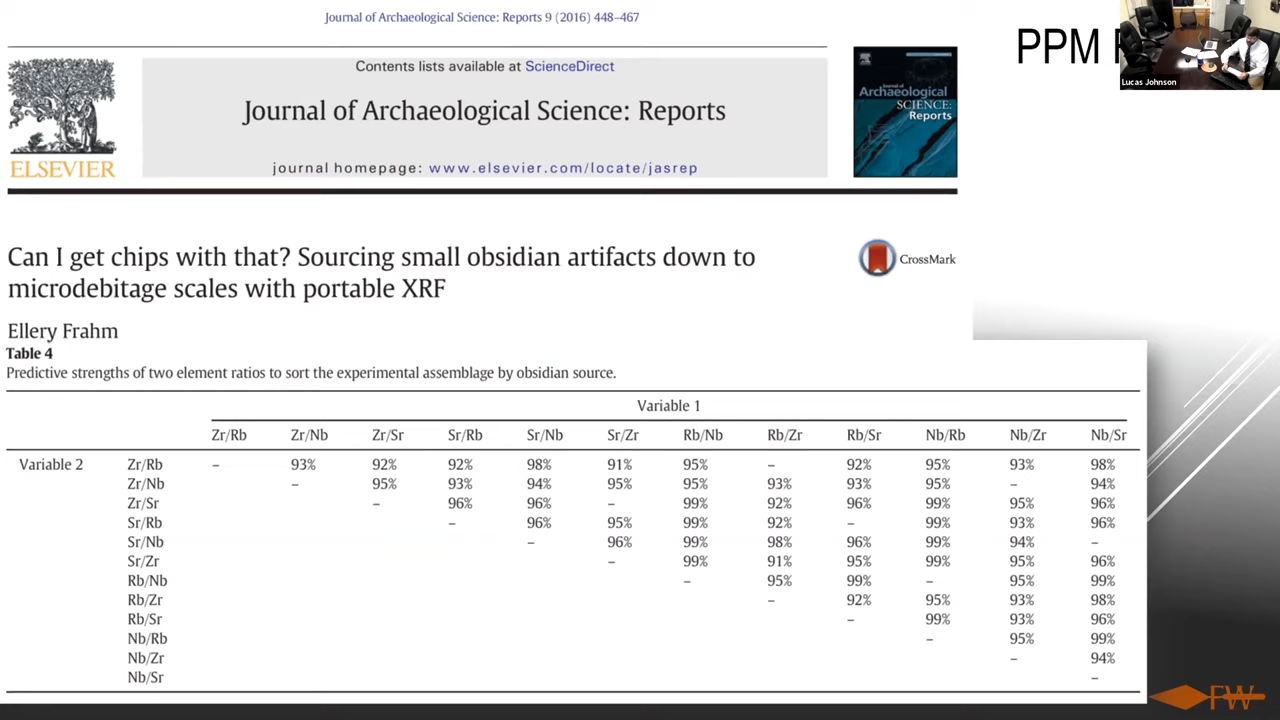 Journal of Archaeological Science: Reports 9 (2016) 448–467
PPM
Lucas Johnson
Contents lists available at ScienceDirect
Journal of Archaeological Science: Reports
journal homepage: www.elsevier.com/locate/jasrep
ELSEVIER
Journal of
Archaeological
SCIENCE:
Reports
Can I get chips with that? Sourcing small obsidian artifacts down to
microdebitage scales with portable XRF
CrossMark
Ellery Frahm
Table 4
Predictive strengths of two element ratios to sort the experimental assemblage by obsidian source.
Variable 1
Zr/Rb Zr/Nb Zr/Sr Sr/Rb Sr/Nb Sr/Zr Rb/Nb Rb/Zr Rb/Sr Nb/Rb Nb/Zr Nb/Sr
Variable 2 Zr/Rb – 93% 92% 92% 98% 91% 95% – 92% 95% 93% 98%
Zr/Nb – 95% 93% 94% 95% 95% 93% 93% 95% – 94%
Zr/Sr – 96% 96% – 99% 92% 96% 99% 95% 96%
Sr/Rb – 96% 95% 99% 92% – 99% 93% 96%
Sr/Nb – 96% 99% 98% 96% 99% 94% –
Sr/Zr – 99% 91% 95% 99% 95% 96%
Rb/Nb – 95% 99% – 95% 99%
Rb/Zr – 92% 95% 93% 98%
Rb/Sr – 99% 93% 96%
Nb/Rb – 95% 99%
Nb/Zr – 94%
Nb/Sr –
FW